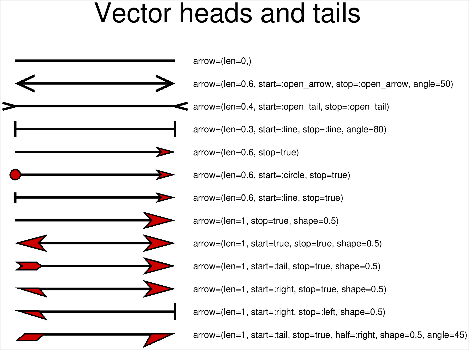 Vector heads and tails
arrow=(len=0,)
arrow=(len=0.6, start=:open_arrow, stop=:open_arrow, angle=50)
arrow=(len=0.4, start=:open_tail, stop=:open_tail)
arrow=(len=0.3, start=:line, stop=:line, angle=80)
arrow=(len=0.6, stop=true)
arrow=(len=0.6, start=:circle, stop=true)
arrow=(len=0.6, start=:line, stop=true)
arrow=(len=1, stop=true, shape=0.5)
arrow=(len=1, start=true, stop=true, shape=0.5)
arrow=(len=1, start=:tail, stop=true, shape=0.5)
arrow=(len=1, start=:right, stop=true, shape=0.5)
arrow=(len=1, start=:right, stop=:left, shape=0.5)
arrow=(len=1, start=:tail, stop=true, half=:right, shape=0.5, angle=45)